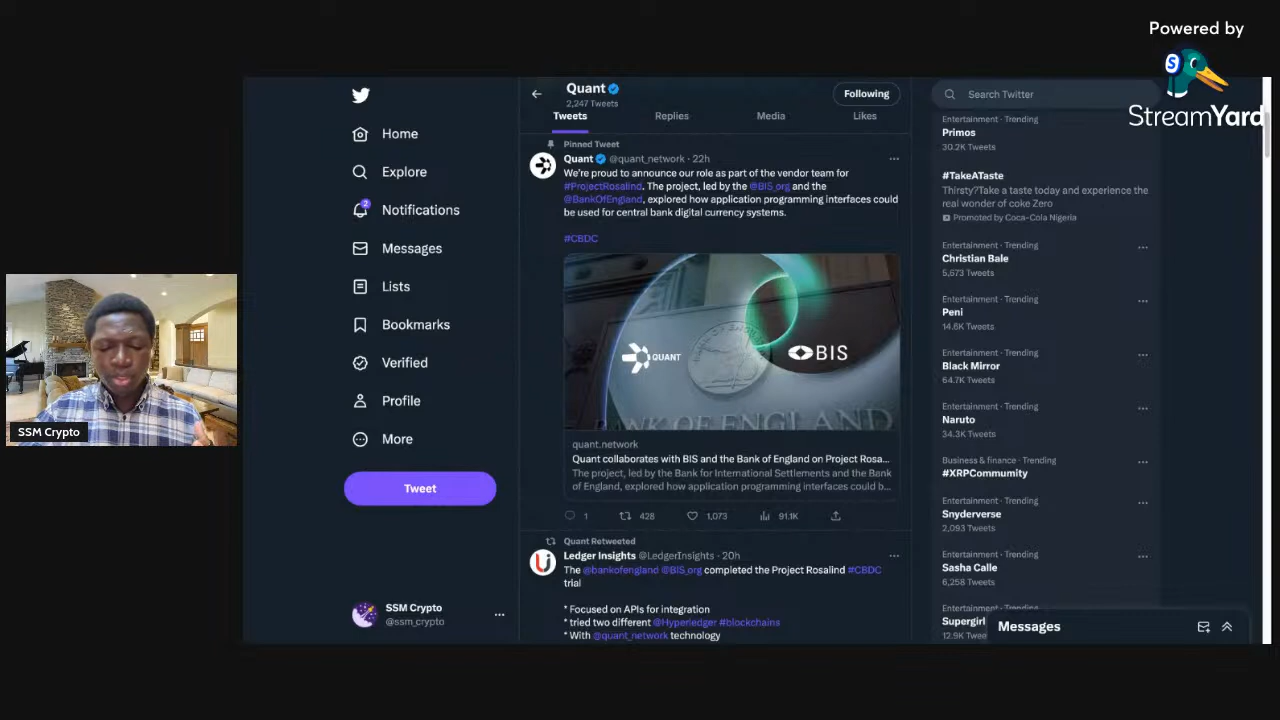 Powered by
StreamYard
SSM Crypto
Home
Explore
2
Notifications
Messages
Lists
Bookmarks
Verified
Profile
More
Tweet
SSM Crypto
@ssm_crypto
Quant
2,247 Tweets
Following
Tweets
Replies
Media
Likes
Pinned Tweet
Quant @quant_network · 22h
We're proud to announce our role as part of the vendor team for
#ProjectRosalind. The project, led by the @BIS_org and the
@BankOfEngland, explored how application programming interfaces could
be used for central bank digital currency systems.
#CBDC
QUANT
BIS
BANK OF ENGLAND
quant.network
Quant collaborates with BIS and the Bank of England on Project Rosa...
The project, led by the Bank for International Settlements and the Bank
of England, explored how application programming interfaces could b...
1 428 1,073 91.1K
Quant Retweeted
Ledger Insights @LedgerInsights · 20h
The @bankofengland @BIS_org completed the Project Rosalind #CBDC
trial
* Focused on APIs for integration
* tried two different @Hyperledger #blockchains
* With @quant_network technology
Search Twitter
Entertainment · Trending
Primos
30.2K Tweets
#TakeATaste
Thirsty?Take a taste today and experience the
real wonder of coke Zero
Promoted by Coca-Cola Nigeria
Entertainment · Trending
Christian Bale
5,673 Tweets
Entertainment · Trending
Peni
14.6K Tweets
Entertainment · Trending
Black Mirror
64.7K Tweets
Entertainment · Trending
Naruto
34.3K Tweets
Business & finance · Trending
#XRPCommunity
Entertainment · Trending
Snyderverse
2,093 Tweets
Entertainment · Trending
Sasha Calle
6,258 Tweets
Entertainment · Trending
Supergirl
12.9K Tweets
Messages